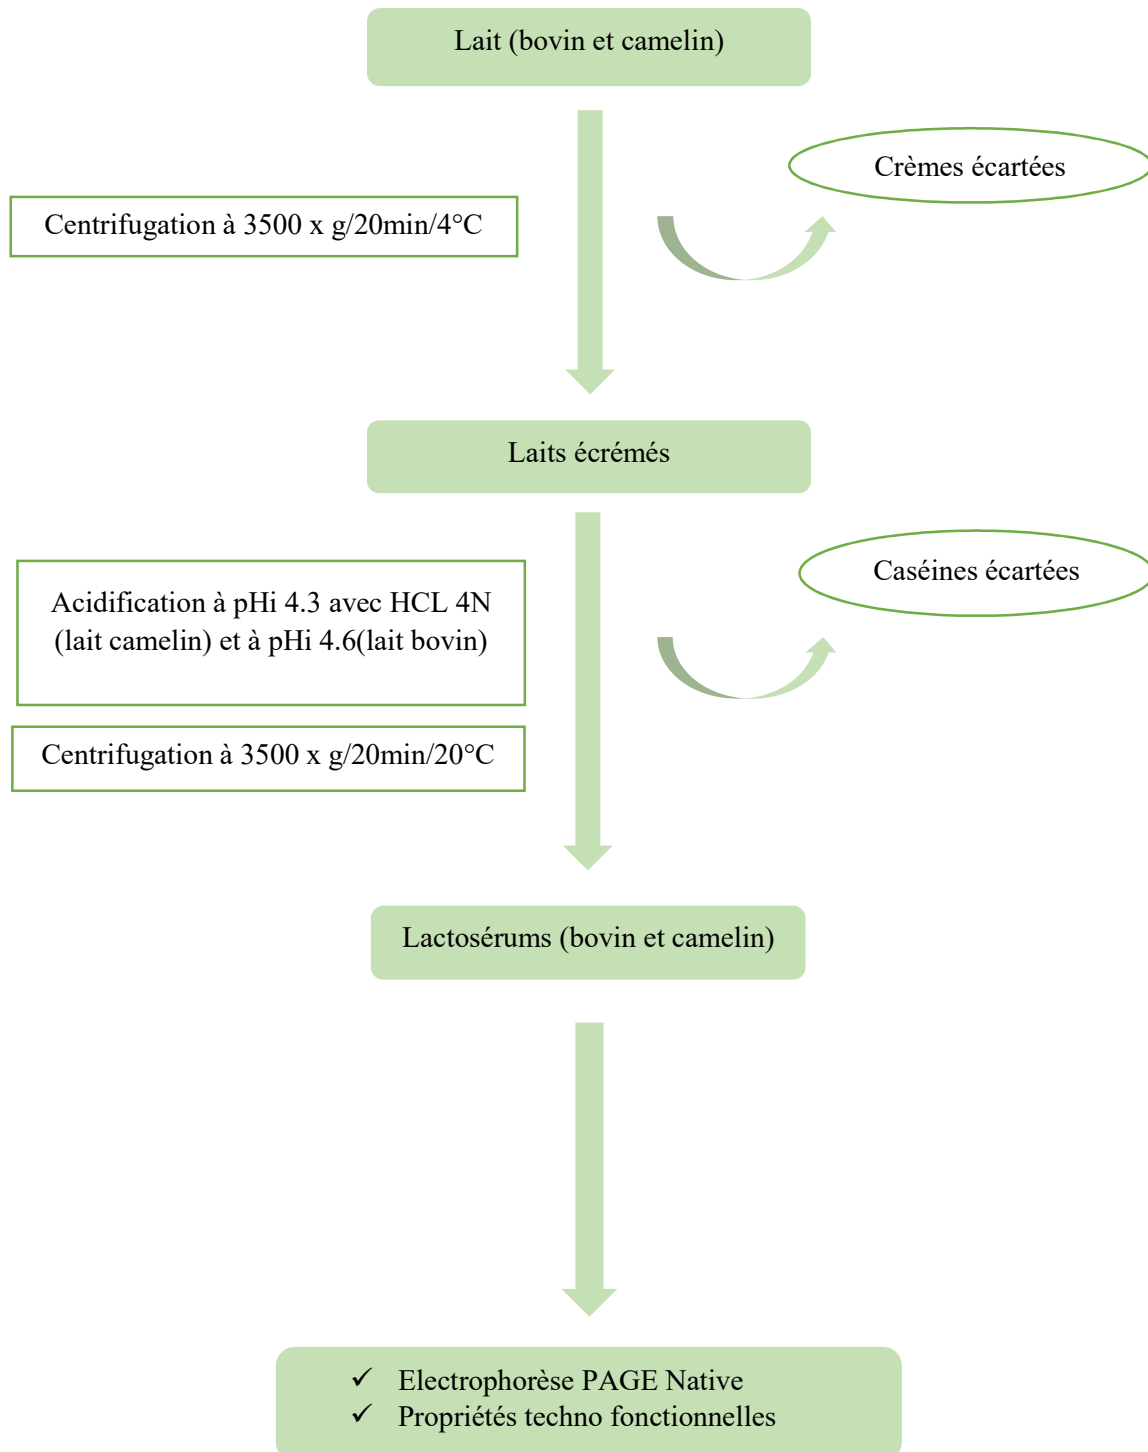 Lait (bovin et camelin)
Crèmes écartées
Centrifugation à 3500 x g/20min/4°C
Laits écrémés
Caséines écartées
Acidification à pHi 4.3 avec HCL 4N
(lait camelin) et à pHi 4.6(lait bovin)
Centrifugation à 3500 x g/20min/20°C
Lactosérums (bovin et camelin)
✓ Electrophorèse PAGE Native
✓ Propriétés techno fonctionnelles